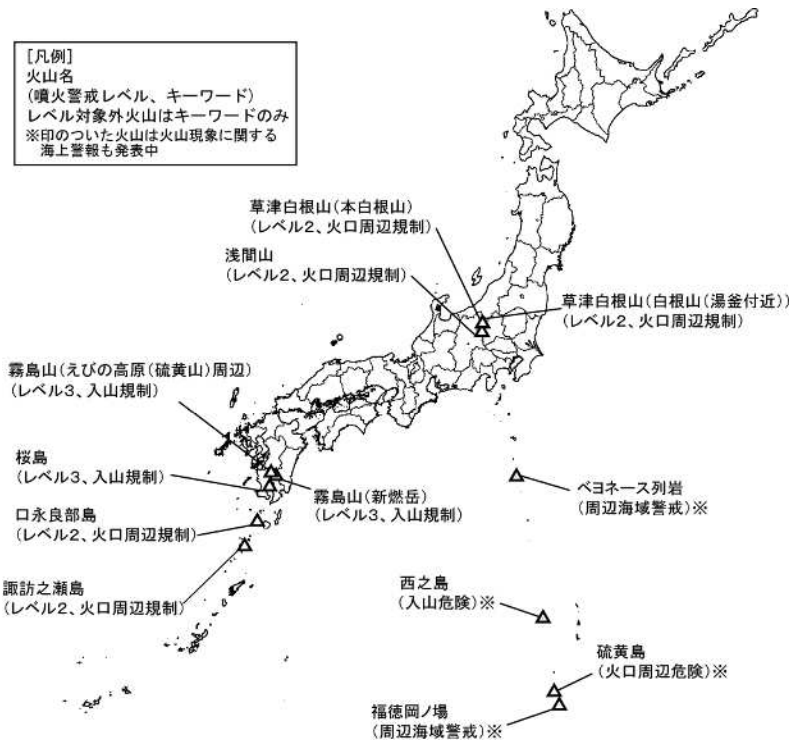 [凡例]
火山名
(噴火警戒レベル、キーワード)
レベル対象外火山はキーワードのみ
※印のついた火山は火山現象に関する
海上警報も発表中
草津白根山(本白根山)
(レベル2、火口周辺規制)
浅間山
(レベル2、火口周辺規制)
草津白根山(白根山(湯釜付近))
(レベル2、火口周辺規制)
霧島山(えびの高原(硫黄山)周辺)
(レベル3、入山規制)
桜島
(レベル3、入山規制)
霧島山(新燃岳)
(レベル3、入山規制)
口永良部島
(レベル2、火口周辺規制)
諏訪之瀬島
(レベル2、火口周辺規制)
ベヨネース列岩
(周辺海域警戒)※
西之島
(入山危険)※
硫黄島
(火口周辺危険)※
福徳岡ノ場
(周辺海域警戒)※